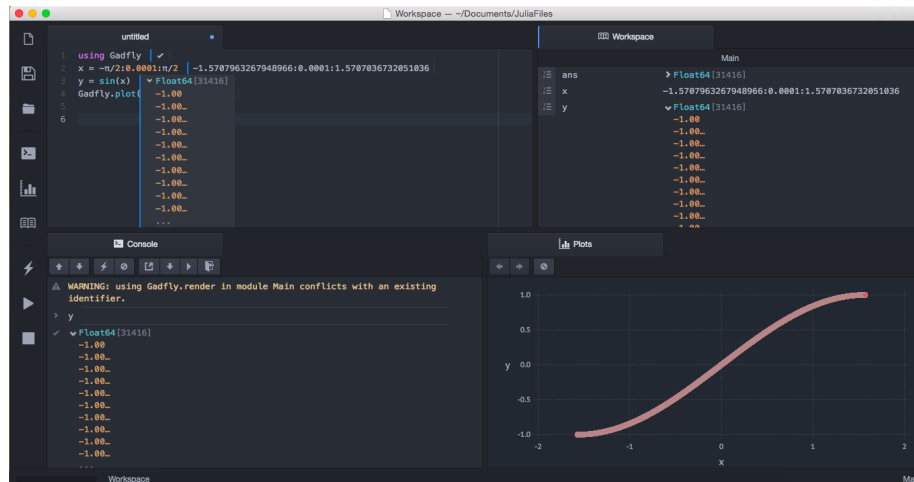 Workspace — ~/Documents/JuliaFiles
untitled
1 using Gadfly ✓
2 x = -π/2:0.0001:π/2 -1.5707963267948966:0.0001:1.5707036732051036
3 y = sin(x) Float64[31416]
4 Gadfly.plot( -1.00
5 -1.00…
6 -1.00…
-1.00…
-1.00…
-1.00…
-1.00…
-1.00…
-1.00…
-1.00…
...
Workspace
Main
ans Float64[31416]
x -1.5707963267948966:0.0001:1.5707036732051036
y Float64[31416]
-1.00
-1.00…
-1.00…
-1.00…
-1.00…
-1.00…
-1.00…
-1.00…
-1.00…
Console
WARNING: using Gadfly.render in module Main conflicts with an existing
identifier.
> y
✓ Float64[31416]
-1.00
-1.00…
-1.00…
-1.00…
-1.00…
-1.00…
-1.00…
-1.00…
-1.00…
-1.00…
...
Plots
1.0
0.5
y 0.0
-0.5
-1.0
-2 -1 0 1 2
x
Workspace
Ma